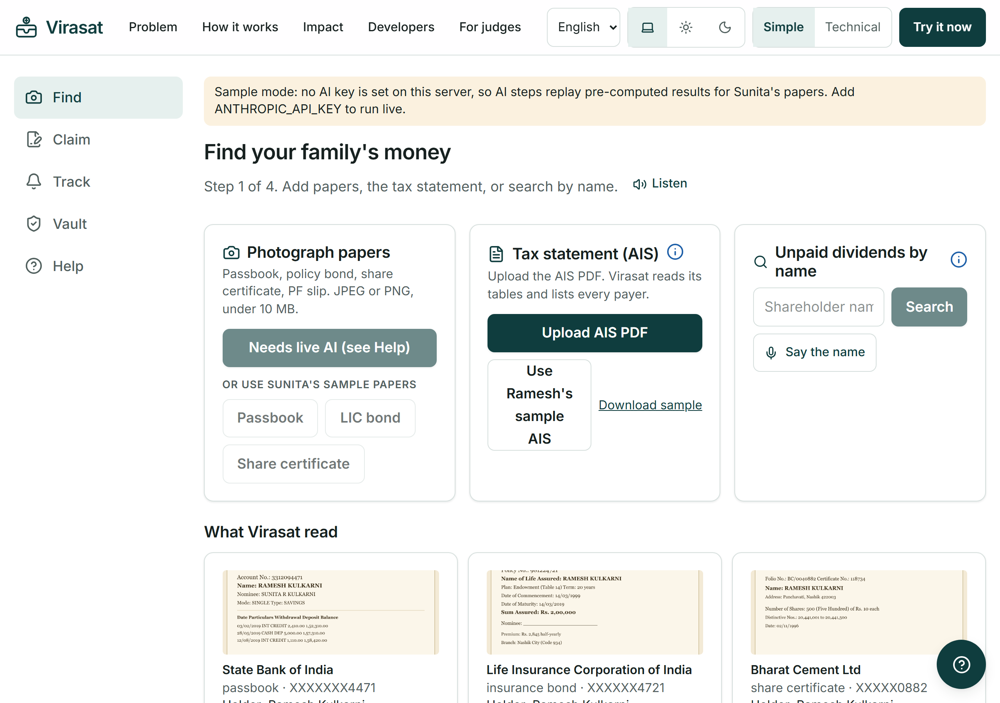 Virasat
Problem
How it works
Impact
Developers
For judges
English
Simple
Technical
Try it now
Find
Claim
Track
Vault
Help
Sample mode: no AI key is set on this server, so AI steps replay pre-computed results for Sunita's papers. Add
ANTHROPIC_API_KEY to run live.
Find your family's money
Step 1 of 4. Add papers, the tax statement, or search by name.
Listen
Photograph papers
Passbook, policy bond, share
certificate, PF slip. JPEG or PNG,
under 10 MB.
Needs live AI (see Help)
OR USE SUNITA'S SAMPLE PAPERS
Passbook
LIC bond
Share certificate
Tax statement (AIS)
Upload the AIS PDF. Virasat reads its
tables and lists every payer.
Upload AIS PDF
Use
Ramesh's
sample
AIS
Download sample
Unpaid dividends by
name
Shareholder nam
Search
Say the name
What Virasat read
Account No.: 3312094471
Name: RAMESH KULKARNI
Nominee: SUNITA R KULKARNI
Mode: SINGLE Type: SAVINGS
Date Particulars Withdrawal Deposit Balance
03/02/2019 INT CREDIT 2,410.00 1,52,310.00
28/05/2019 CASH DEP 5,000.00 1,57,310.00
12/08/2019 INT CREDIT 1,110.00 1,58,420.00
State Bank of India
passbook · XXXXXXX4471
Holder Ramesh Kulkarni
Policy No.: 981224721
Name of Life Assured: RAMESH KULKARNI
Plan: Endowment (Table 14) Term: 20 years
Date of Commencement: 14/03/1999
Date of Maturity: 14/03/2019
Sum Assured: Rs. 2,00,000
Nominee:
Premium: Rs. 2,845 half-yearly
Branch: Nashik City (Code 934)
Life Insurance Corporation of India
insurance bond · XXXXXX4721
Holder Ramesh Kulkarni
Folio No.: BC/0040882 Certificate No.: 118734
Name: RAMESH KULKARNI
Address: Panchavati, Nashik 422003
Number of Shares: 500 (Five Hundred) of Rs. 10 each
Distinctive Nos.: 20,441,001 to 20,441,500
Date: 02/11/1996
Bharat Cement Ltd
share certificate · XXXXX0882
Holder Ramesh Kulkarni